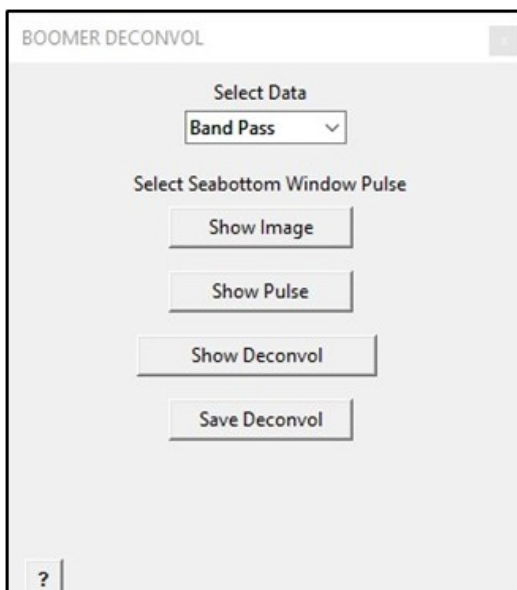 BOOMER DECONVOL
x
Select Data
Band Pass
Select Seabottom Window Pulse
Show Image
Show Pulse
Show Deconvol
Save Deconvol
?